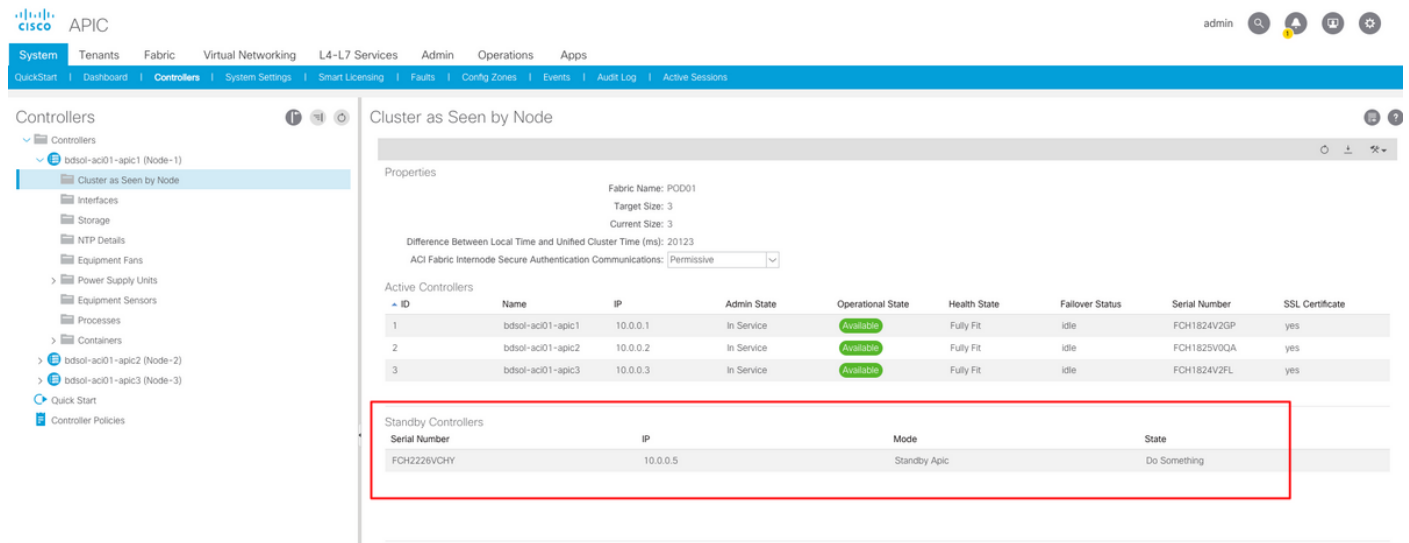 CISCO APIC
admin
1
System Tenants Fabric Virtual Networking L4-L7 Services Admin Operations Apps
QuickStart | Dashboard | Controllers | System Settings | Smart Licensing | Faults | Config Zones | Events | Audit Log | Active Sessions
Controllers
Controllers
bdsol-aci01-apic1 (Node-1)
Cluster as Seen by Node
Interfaces
Storage
NTP Details
Equipment Fans
Power Supply Units
Equipment Sensors
Processes
Containers
bdsol-aci01-apic2 (Node-2)
bdsol-aci01-apic3 (Node-3)
Quick Start
Controller Policies
Cluster as Seen by Node
Properties
Fabric Name: POD01
Target Size: 3
Current Size: 3
Difference Between Local Time and Unified Cluster Time (ms): 20123
ACI Fabric Internode Secure Authentication Communications: Permissive
Active Controllers
ID Name IP Admin State Operational State Health State Failover Status Serial Number SSL Certificate
1 bdsol-aci01-apic1 10.0.0.1 In Service Available Fully Fit idle FCH1824V2GP yes
2 bdsol-aci01-apic2 10.0.0.2 In Service Available Fully Fit idle FCH1825V0QA yes
3 bdsol-aci01-apic3 10.0.0.3 In Service Available Fully Fit idle FCH1824V2FL yes
Standby Controllers
Serial Number IP Mode State
FCH2226VCHY 10.0.0.5 Standby Apic Do Something